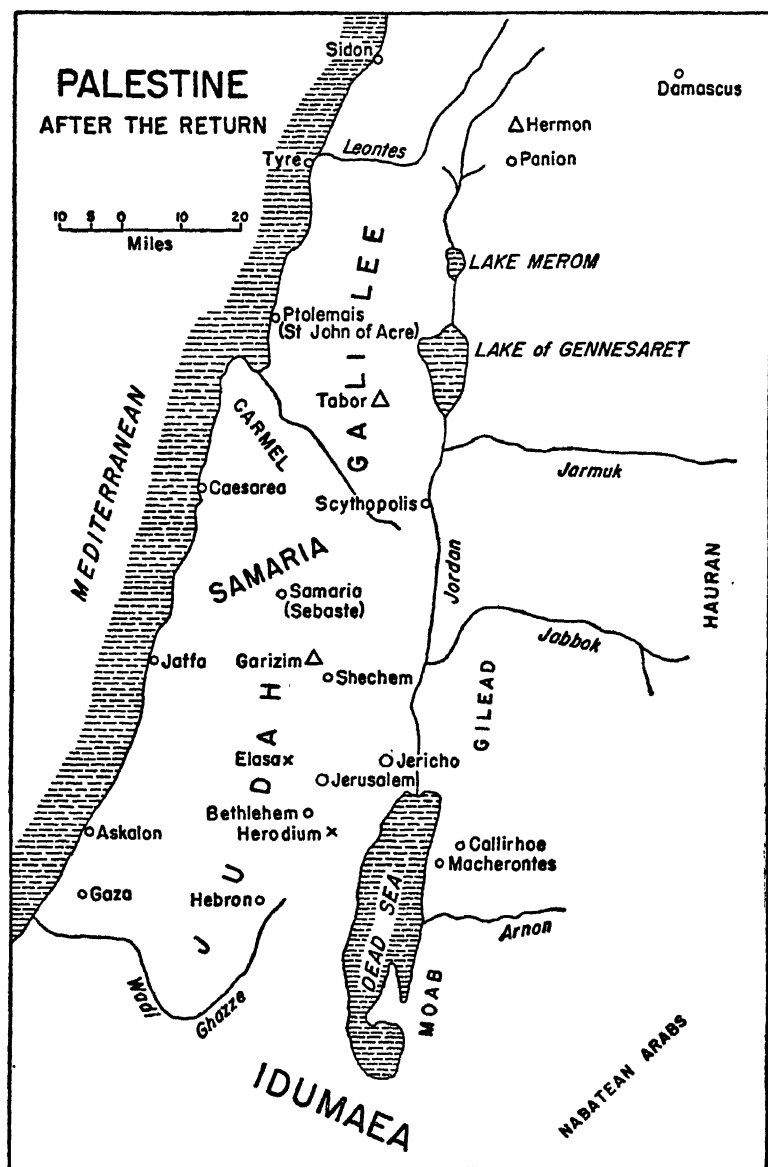 PALESTINE
AFTER THE RETURN
10 5 0 10 20
Miles
Sidon
Damascus
Hermon
Panion
Leontes
Tyre
GALILEE
LAKE MEROM
Ptolemais
(St John of Acre)
LAKE of GENNESARET
Tabor
CARMEL
MEDITERRANEAN
Jarmuk
Caesarea
Scythopolis
SAMARIA
Samaria
(Sebaste)
Jordan
HAURAN
Jabbok
Jaffa
Garizim
Shechem
GILEAD
JUDAH
Elasa
Jericho
Jerusalem
Bethlehem
Herodium
Askalon
Callirhoe
Macherontes
Gaza
Hebron
DEAD SEA
Arnon
Wadi
Ghazze
MOAB
IDUMAEA
NABATEAN ARABS